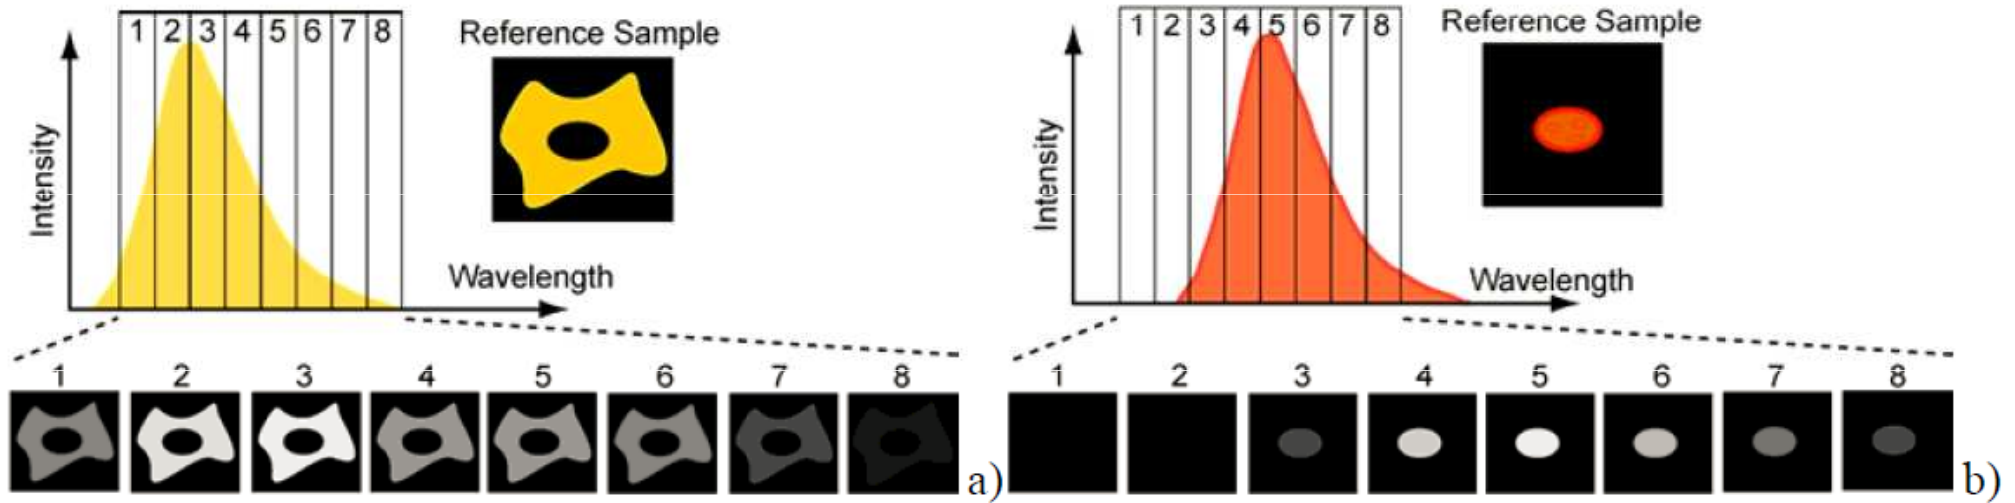 1 2 3 4 5 6 7 8
Reference Sample
Intensity
Wavelength
1 2 3 4 5 6 7 8
a)
1 2 3 4 5 6 7 8
Reference Sample
Intensity
Wavelength
1 2 3 4 5 6 7 8
b)